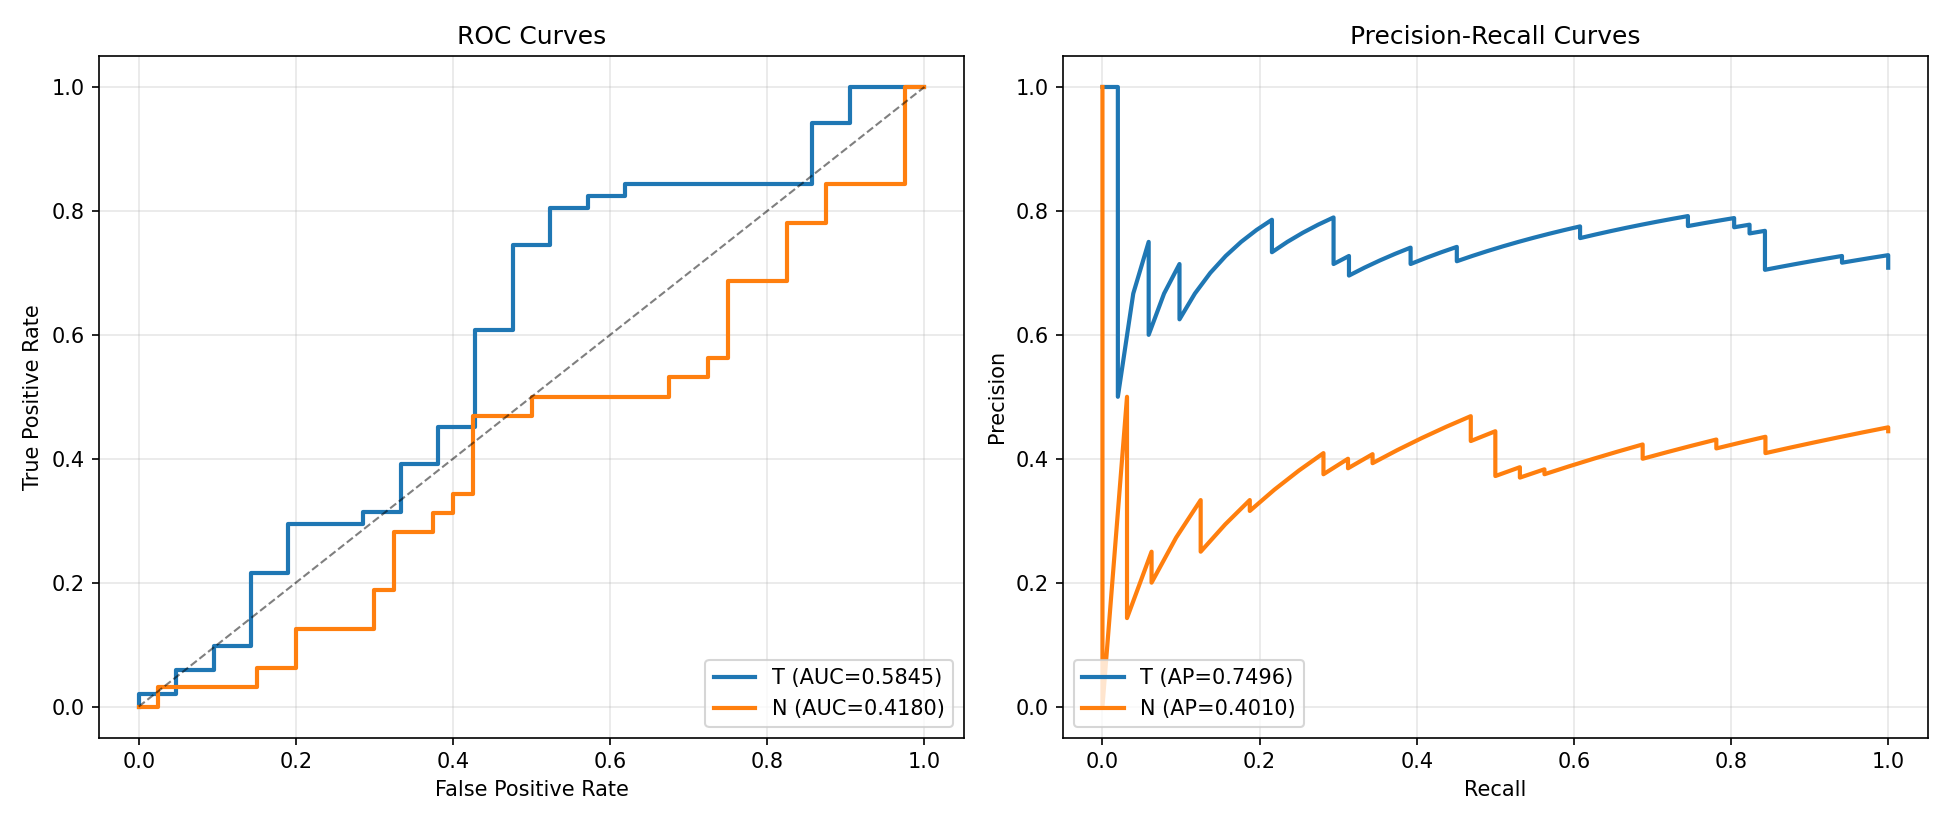 ROC Curves
1.0
0.8
0.6
0.4
0.2
0.0
True Positive Rate
T (AUC=0.5845)
N (AUC=0.4180)
0.0 0.2 0.4 0.6 0.8 1.0
False Positive Rate
Precision-Recall Curves
1.0
0.8
0.6
0.4
0.2
0.0
Precision
T (AP=0.7496)
N (AP=0.4010)
0.0 0.2 0.4 0.6 0.8 1.0
Recall